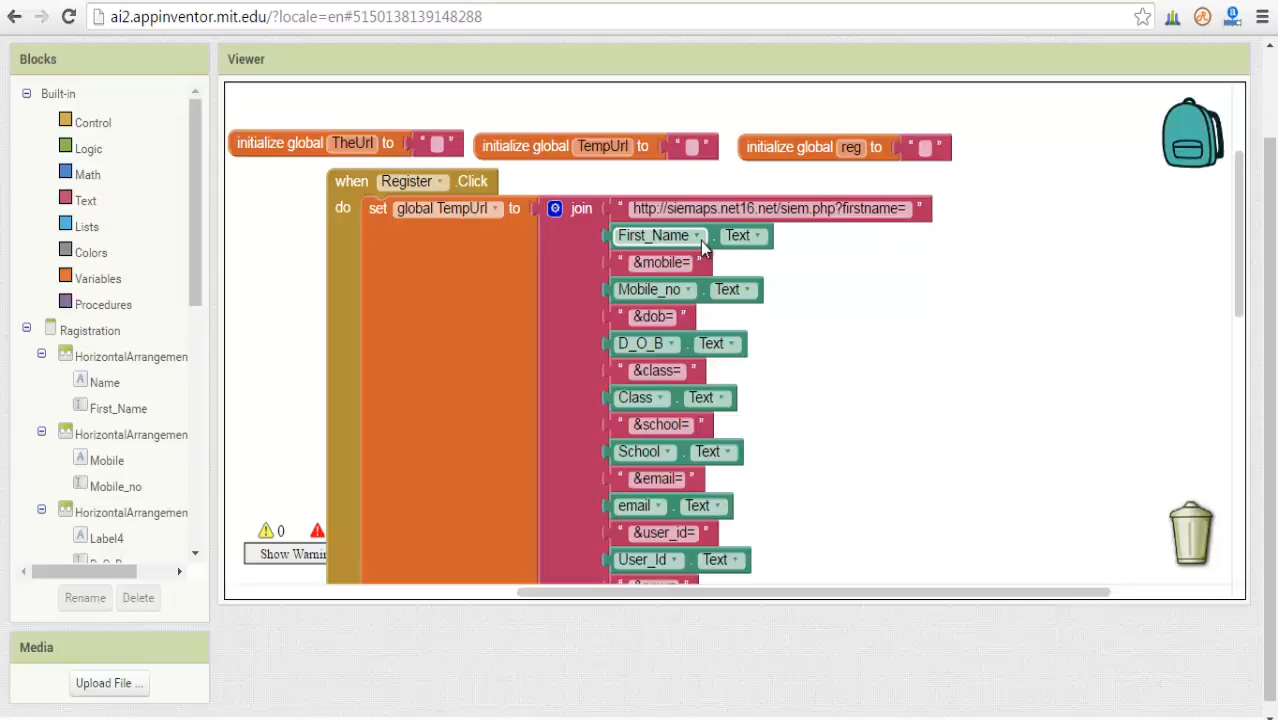 ai2.appinventor.mit.edu/?locale=en#5150138139148288
Blocks
Viewer
Built-in
Control
Logic
Math
Text
Lists
Colors
Variables
Procedures
Ragistration
HorizontalArrangemen
Name
First_Name
HorizontalArrangemen
Mobile
Mobile_no
HorizontalArrangemen
Label4
Rename Delete
Media
Upload File ...
initialize global TheUrl to " "
initialize global TempUrl to " "
initialize global reg to " "
when Register .Click
do set global TempUrl to join " http://siemaps.net16.net/siem.php?firstname= "
First_Name . Text
" &mobile= "
Mobile_no . Text
" &dob= "
D_O_B . Text
" &class= "
Class . Text
" &school= "
School . Text
" &email= "
email . Text
" &user_id= "
User_Id . Text
0
Show Warnin